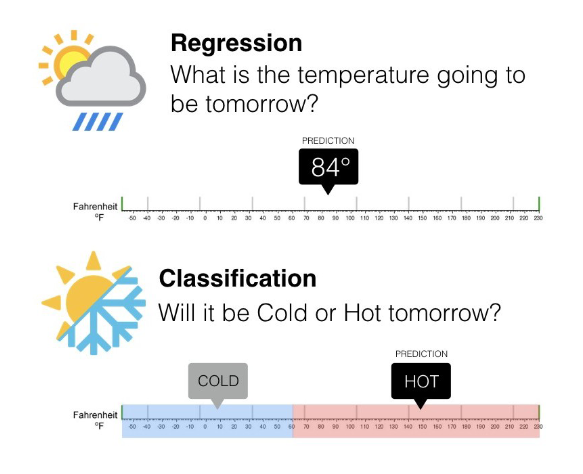 Regression
What is the temperature going to
be tomorrow?
PREDICTION
84°
Fahrenheit
°F
50 -40 -30 -20 -10 0 10 20 30 40 50 60 70 80 90 100 110 120 130 140 150 160 170 180 190 200 210 220 230
Classification
Will it be Cold or Hot tomorrow?
PREDICTION
COLD HOT
Fahrenheit
°F
50 -40 -30 -20 -10 0 10 20 30 40 50 60 70 80 90 100 110 120 130 140 150 160 170 180 190 200 210 220 230